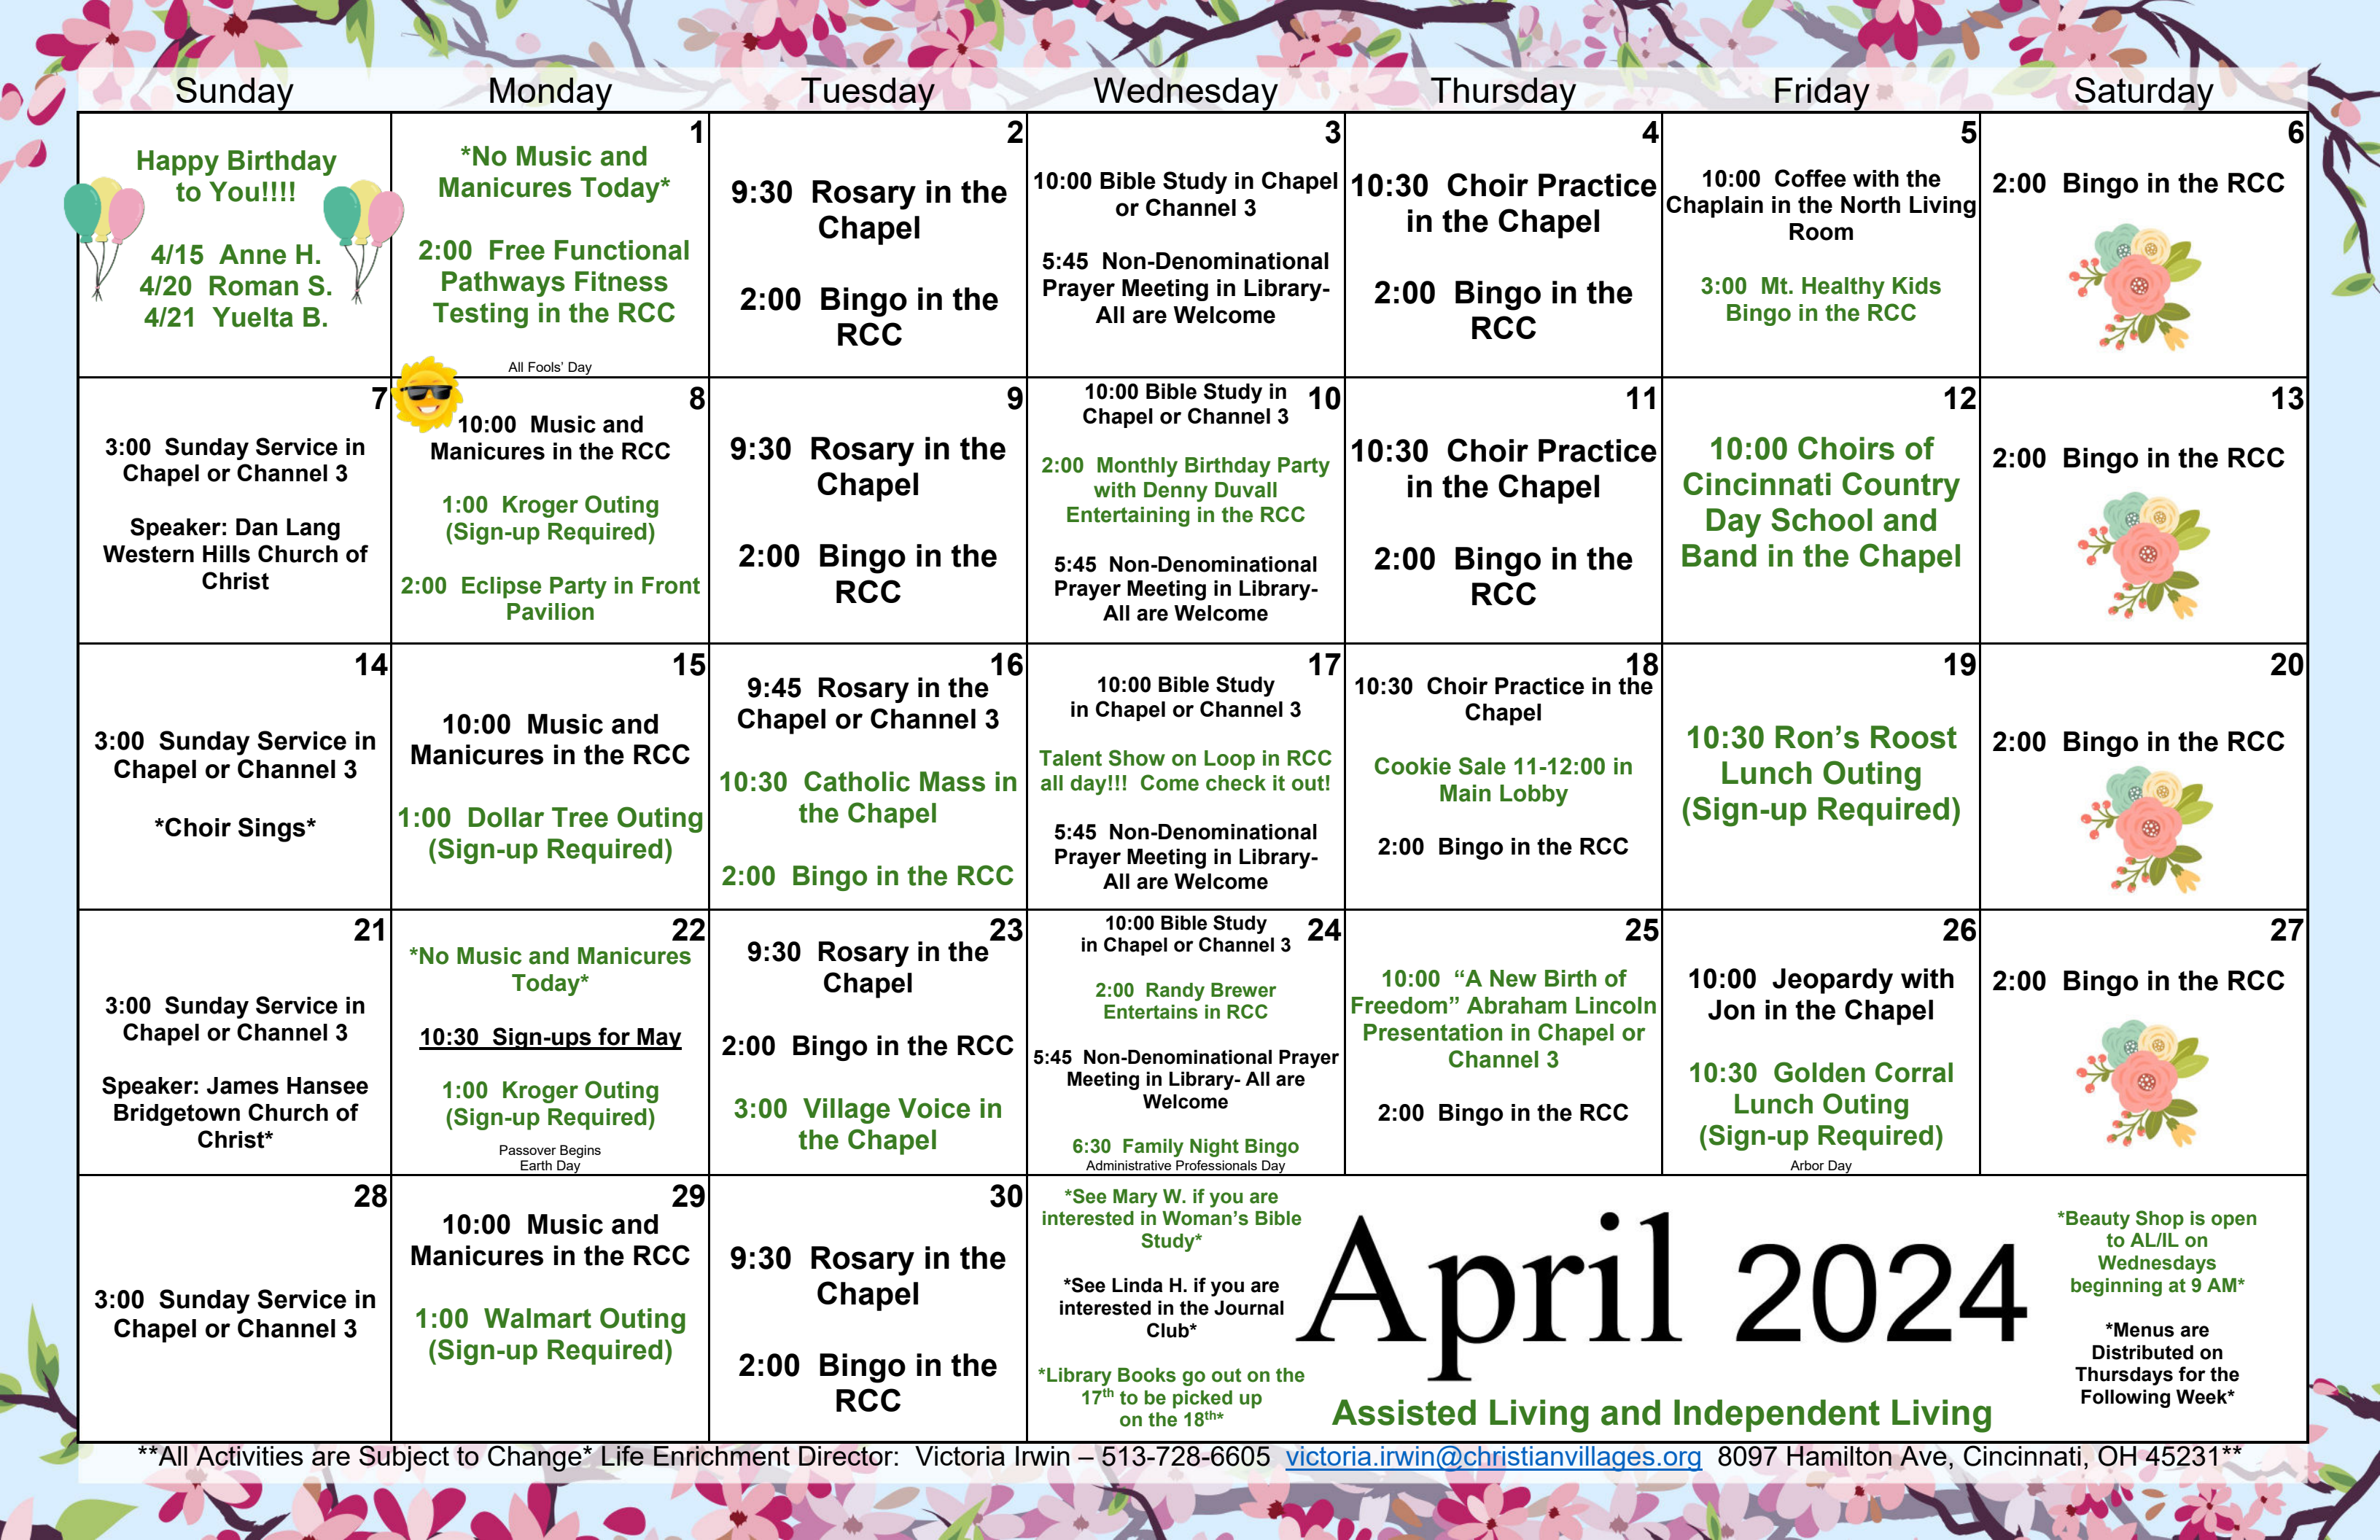 Sunday
Monday
Tuesday
Wednesday
Thursday
Friday
Saturday
Happy Birthday
to You!!!!
4/15 Anne H.
4/20 Roman S.
4/21 Yuelta B.
1
*No Music and
Manicures Today*
2:00 Free Functional
Pathways Fitness
Testing in the RCC
All Fools' Day
2
9:30 Rosary in the
Chapel
2:00 Bingo in the
RCC
3
10:00 Bible Study in Chapel
or Channel 3
5:45 Non-Denominational
Prayer Meeting in Library-
All are Welcome
4
10:30 Choir Practice
in the Chapel
2:00 Bingo in the
RCC
5
10:00 Coffee with the
Chaplain in the North Living
Room
3:00 Mt. Healthy Kids
Bingo in the RCC
6
2:00 Bingo in the RCC
7
3:00 Sunday Service in
Chapel or Channel 3
Speaker: Dan Lang
Western Hills Church of
Christ
8
10:00 Music and
Manicures in the RCC
1:00 Kroger Outing
(Sign-up Required)
2:00 Eclipse Party in Front
Pavilion
9
9:30 Rosary in the
Chapel
2:00 Bingo in the
RCC
10
10:00 Bible Study in
Chapel or Channel 3
2:00 Monthly Birthday Party
with Denny Duvall
Entertaining in the RCC
5:45 Non-Denominational
Prayer Meeting in Library-
All are Welcome
11
10:30 Choir Practice
in the Chapel
2:00 Bingo in the
RCC
12
10:00 Choirs of
Cincinnati Country
Day School and
Band in the Chapel
13
2:00 Bingo in the RCC
14
3:00 Sunday Service in
Chapel or Channel 3
*Choir Sings*
15
10:00 Music and
Manicures in the RCC
1:00 Dollar Tree Outing
(Sign-up Required)
16
9:45 Rosary in the
Chapel or Channel 3
10:30 Catholic Mass in
the Chapel
2:00 Bingo in the RCC
17
10:00 Bible Study
in Chapel or Channel 3
Talent Show on Loop in RCC
all day!!! Come check it out!
5:45 Non-Denominational
Prayer Meeting in Library-
All are Welcome
18
10:30 Choir Practice in the
Chapel
Cookie Sale 11-12:00 in
Main Lobby
2:00 Bingo in the RCC
19
10:30 Ron's Roost
Lunch Outing
(Sign-up Required)
20
2:00 Bingo in the RCC
21
3:00 Sunday Service in
Chapel or Channel 3
Speaker: James Hansee
Bridgetown Church of
Christ*
22
*No Music and Manicures
Today*
10:30 Sign-ups for May
1:00 Kroger Outing
(Sign-up Required)
Passover Begins
Earth Day
23
9:30 Rosary in the
Chapel
2:00 Bingo in the RCC
3:00 Village Voice in
the Chapel
24
10:00 Bible Study
in Chapel or Channel 3
2:00 Randy Brewer
Entertains in RCC
5:45 Non-Denominational Prayer
Meeting in Library- All are
Welcome
6:30 Family Night Bingo
Administrative Professionals Day
25
10:00 “A New Birth of
Freedom” Abraham Lincoln
Presentation in Chapel or
Channel 3
2:00 Bingo in the RCC
26
10:00 Jeopardy with
Jon in the Chapel
10:30 Golden Corral
Lunch Outing
(Sign-up Required)
Arbor Day
27
2:00 Bingo in the RCC
28
3:00 Sunday Service in
Chapel or Channel 3
29
10:00 Music and
Manicures in the RCC
1:00 Walmart Outing
(Sign-up Required)
30
9:30 Rosary in the
Chapel
2:00 Bingo in the
RCC
*See Mary W. if you are
interested in Woman's Bible
Study*
*See Linda H. if you are
interested in the Journal
Club*
*Library Books go out on the
17th to be picked up
on the 18th*
April 2024
Assisted Living and Independent Living
*Beauty Shop is open
to AL/IL on
Wednesdays
beginning at 9 AM*
*Menus are
Distributed on
Thursdays for the
Following Week*
**All Activities are Subject to Change* Life Enrichment Director: Victoria Irwin – 513-728-6605 victoria.irwin@christianvillages.org 8097 Hamilton Ave, Cincinnati, OH 45231**